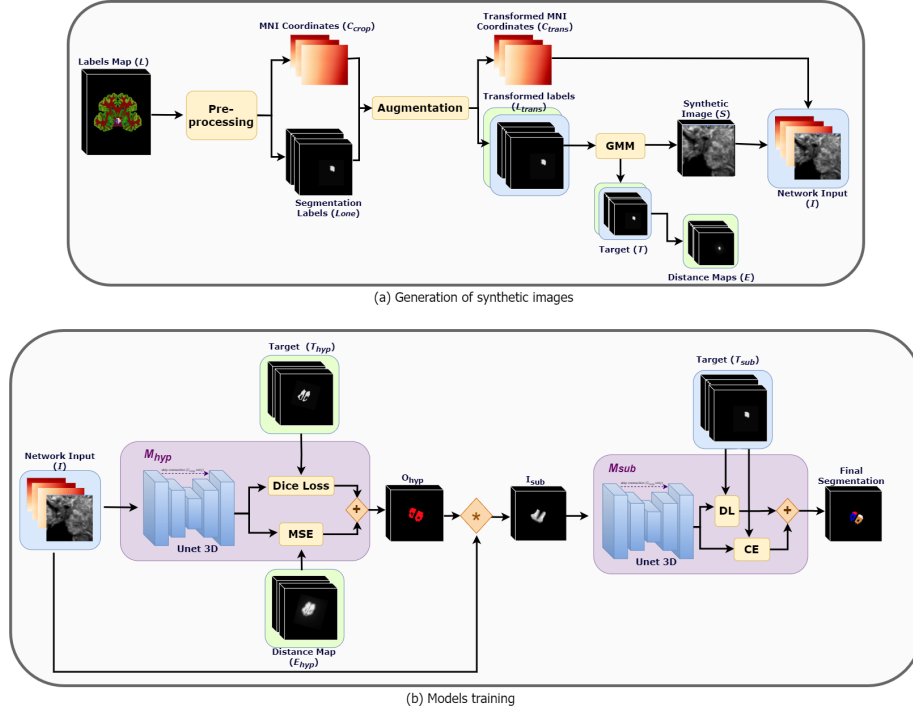 Labels Map (L)
Pre-
processing
MNI Coordinates (Ccrop)
Segmentation
Labels (Lone)
Augmentation
Transformed MNI
Coordinates (Ctrans)
Transformed labels
(Ltrans)
GMM
Target (T)
Distance Maps (E)
Synthetic
Image (S)
Network Input
(I)
(a) Generation of synthetic images
Network Input
(I)
Mhyp
Unet 3D
Target (Thyp)
Dice Loss
MSE
+
Distance Map
(Ehyp)
Ohyp
*
Isub
Msub
Unet 3D
Target (Tsub)
DL
CE
+
Final
Segmentation
(b) Models training